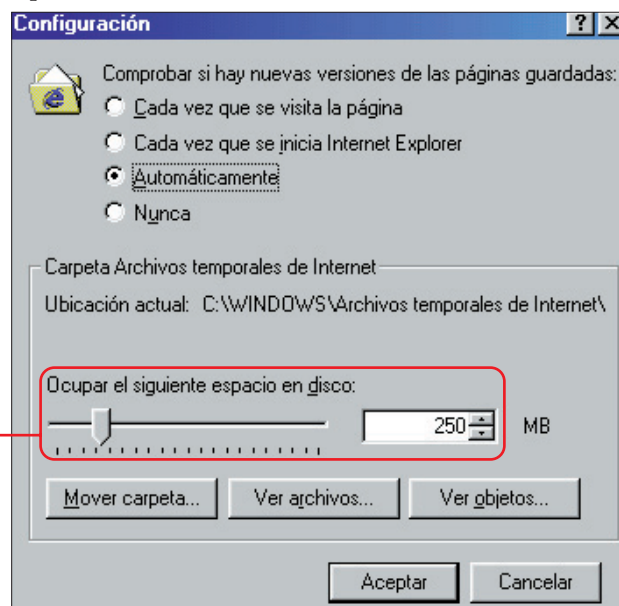 Configuración
Comprobar si hay nuevas versiones de las páginas guardadas:
Cada vez que se visita la página
Cada vez que se inicia Internet Explorer
Automáticamente
Nunca
Carpeta Archivos temporales de Internet
Ubicación actual: C:\WINDOWS\Archivos temporales de Internet\
Ocupar el siguiente espacio en disco:
250 MB
Mover carpeta... Ver archivos... Ver objetos...
Aceptar Cancelar